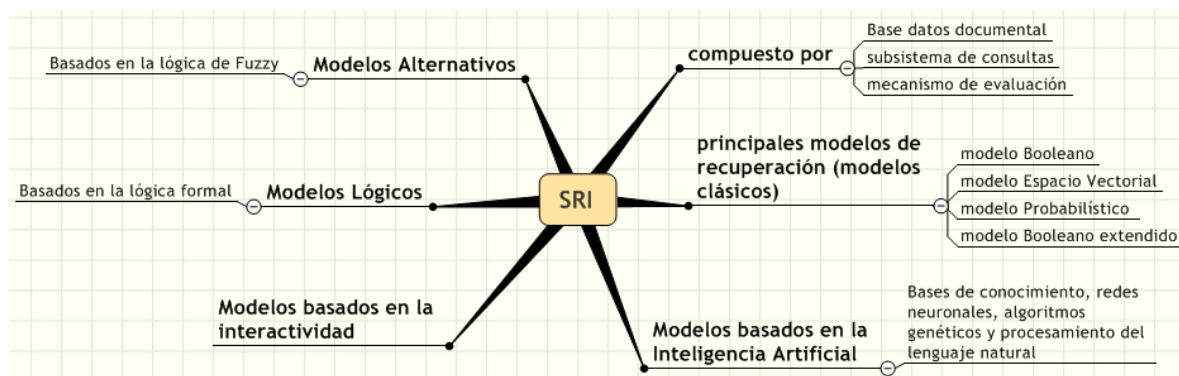 SRI
compuesto por
Base datos documental
subsistema de consultas
mecanismo de evaluación
principales modelos de
recuperación (modelos
clásicos)
modelo Booleano
modelo Espacio Vectorial
modelo Probabilístico
modelo Booleano extendido
Modelos basados en la
Inteligencia Artificial
Bases de conocimiento, redes
neuronales, algoritmos
genéticos y procesamiento del
lenguaje natural
Modelos Alternativos
Basados en la lógica de Fuzzy
Modelos Lógicos
Basados en la lógica formal
Modelos basados en la
interactividad